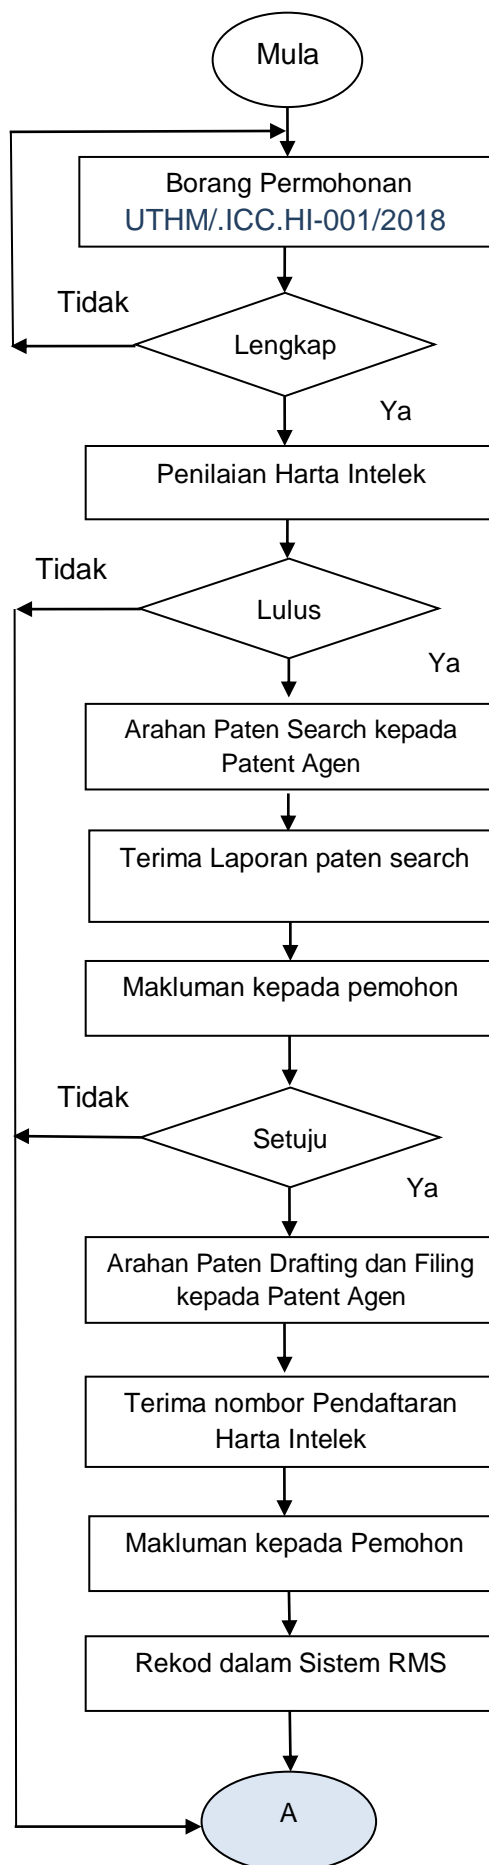 Mula
Borang Permohonan
UTHM/.ICC.HI-001/2018
Tidak
Lengkap
Ya
Penilaian Harta Intelek
Tidak
Lulus
Ya
Arahan Paten Search kepada
Patent Agen
Terima Laporan paten search
Makluman kepada pemohon
Tidak
Setuju
Ya
Arahan Paten Drafting dan Filing
kepada Patent Agen
Terima nombor Pendaftaran
Harta Intelek
Makluman kepada Pemohon
Rekod dalam Sistem RMS
A